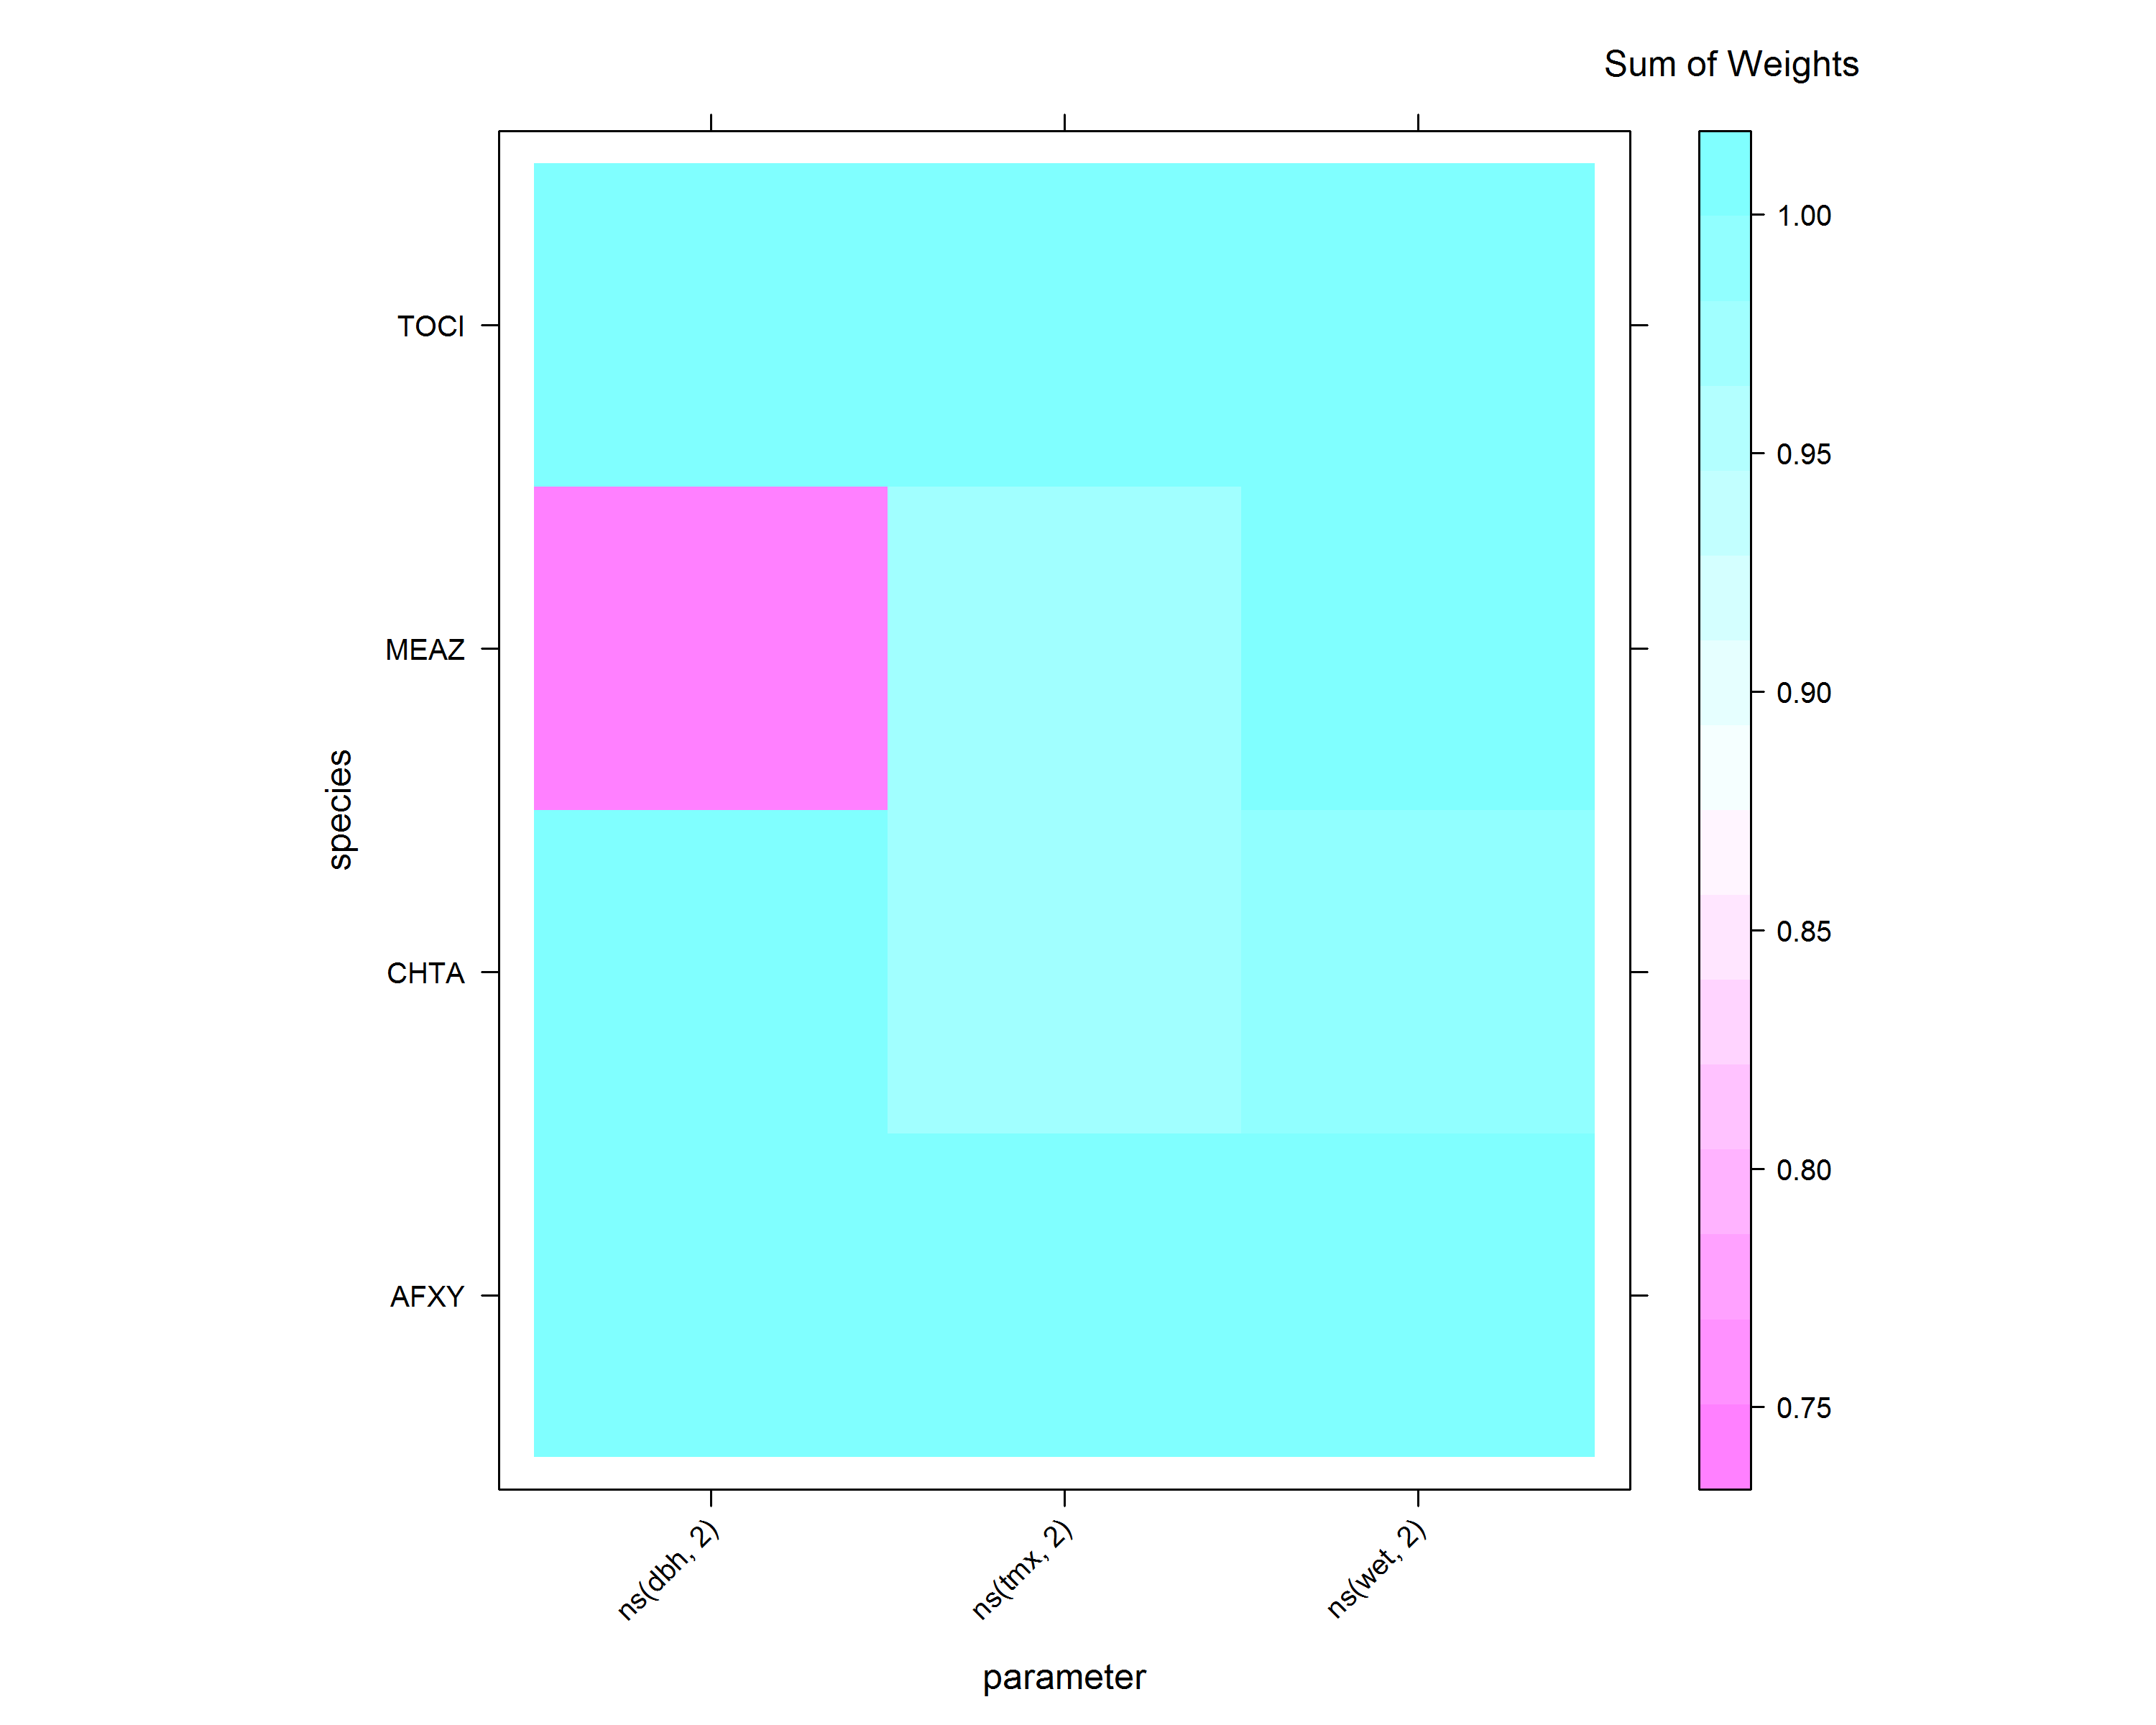 Sum of Weights
TOCI
MEAZ
CHTA
AFXY
species
1.00
0.95
0.90
0.85
0.80
0.75
ns(dbh, 2)
ns(tmx, 2)
ns(wet, 2)
parameter